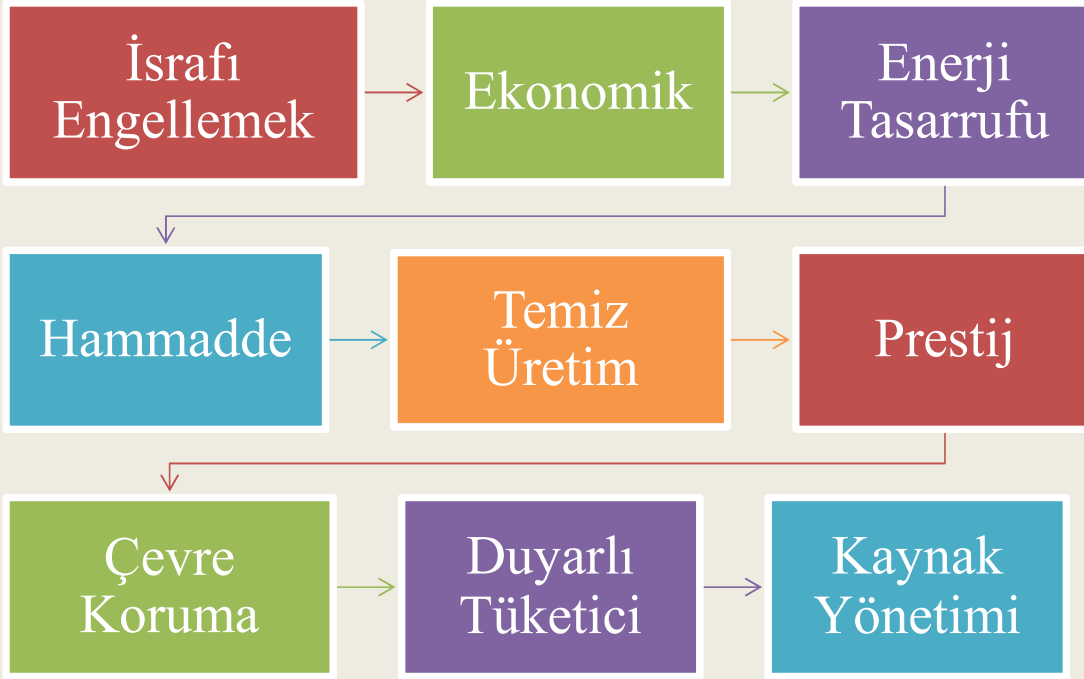 İsrafı
Engellemek
Ekonomik
Enerji
Tasarrufu
Hammadde
Temiz
Üretim
Prestij
Çevre
Koruma
Duyarlı
Tüketici
Kaynak
Yönetimi